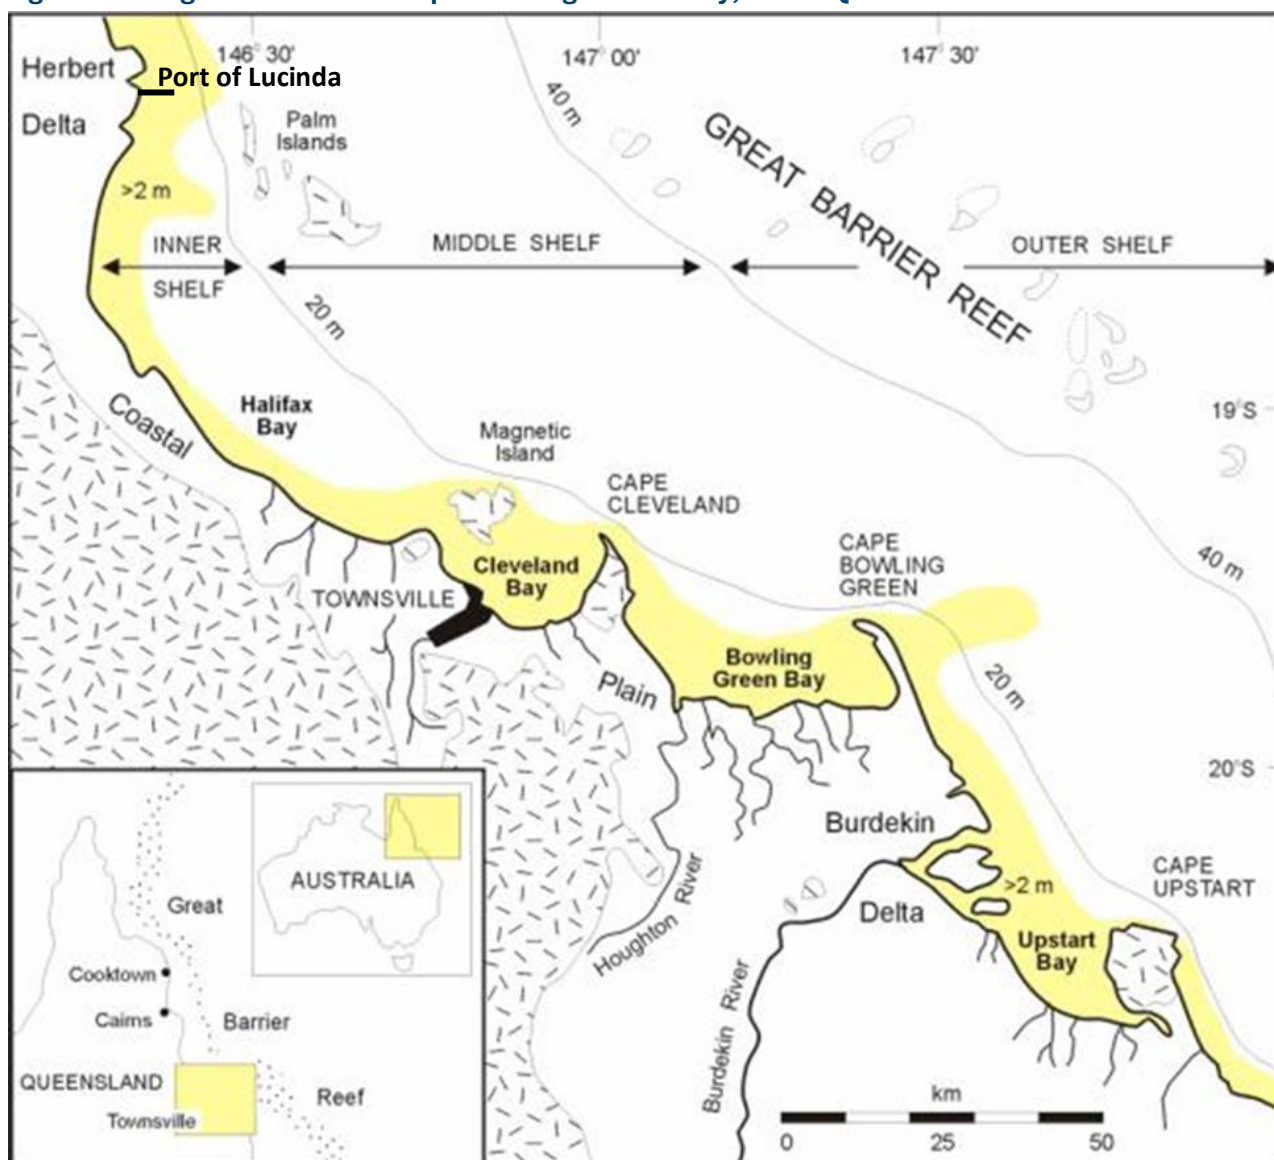 146° 30'
147° 00'
147° 30'
Herbert
Delta
Port of Lucinda
Palm
Islands
40 m
GREAT BARRIER REEF
>2 m
INNER
SHELF
MIDDLE SHELF
OUTER SHELF
20 m
Coastal
Halifax
Bay
Magnetic
Island
19°S
CAPE
CLEVELAND
CAPE
BOWLING
GREEN
40 m
Cleveland
Bay
TOWNSVILLE
Plain
Bowling
Green Bay
20 m
20°S
Burdekin
Delta
>2 m
CAPE
UPSTART
Upstart
Bay
Houghton River
Burdekin River
AUSTRALIA
Great
Cooktown
Cairns
Barrier
QUEENSLAND
Reef
Townsville
km
0
25
50